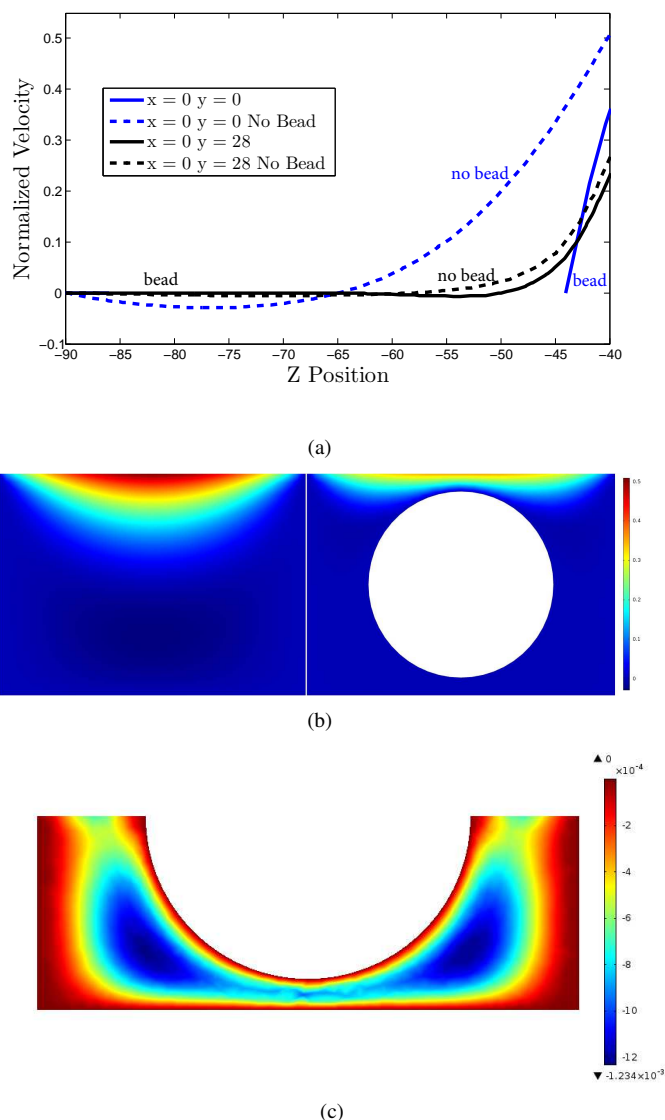 0.5
0.4
0.3
0.2
0.1
0
−0.1
Normalized Velocity
x = 0 y = 0
x = 0 y = 0 No Bead
x = 0 y = 28
x = 0 y = 28 No Bead
no bead
bead
no bead
bead
−90 −85 −80 −75 −70 −65 −60 −55 −50 −45 −40
Z Position
(a)
0.5
0.4
0.3
0.2
0.1
0
(b)
▲ 0
×10⁻⁴
-2
-4
-6
-8
-10
-12
▼ -1.234×10⁻³
(c)